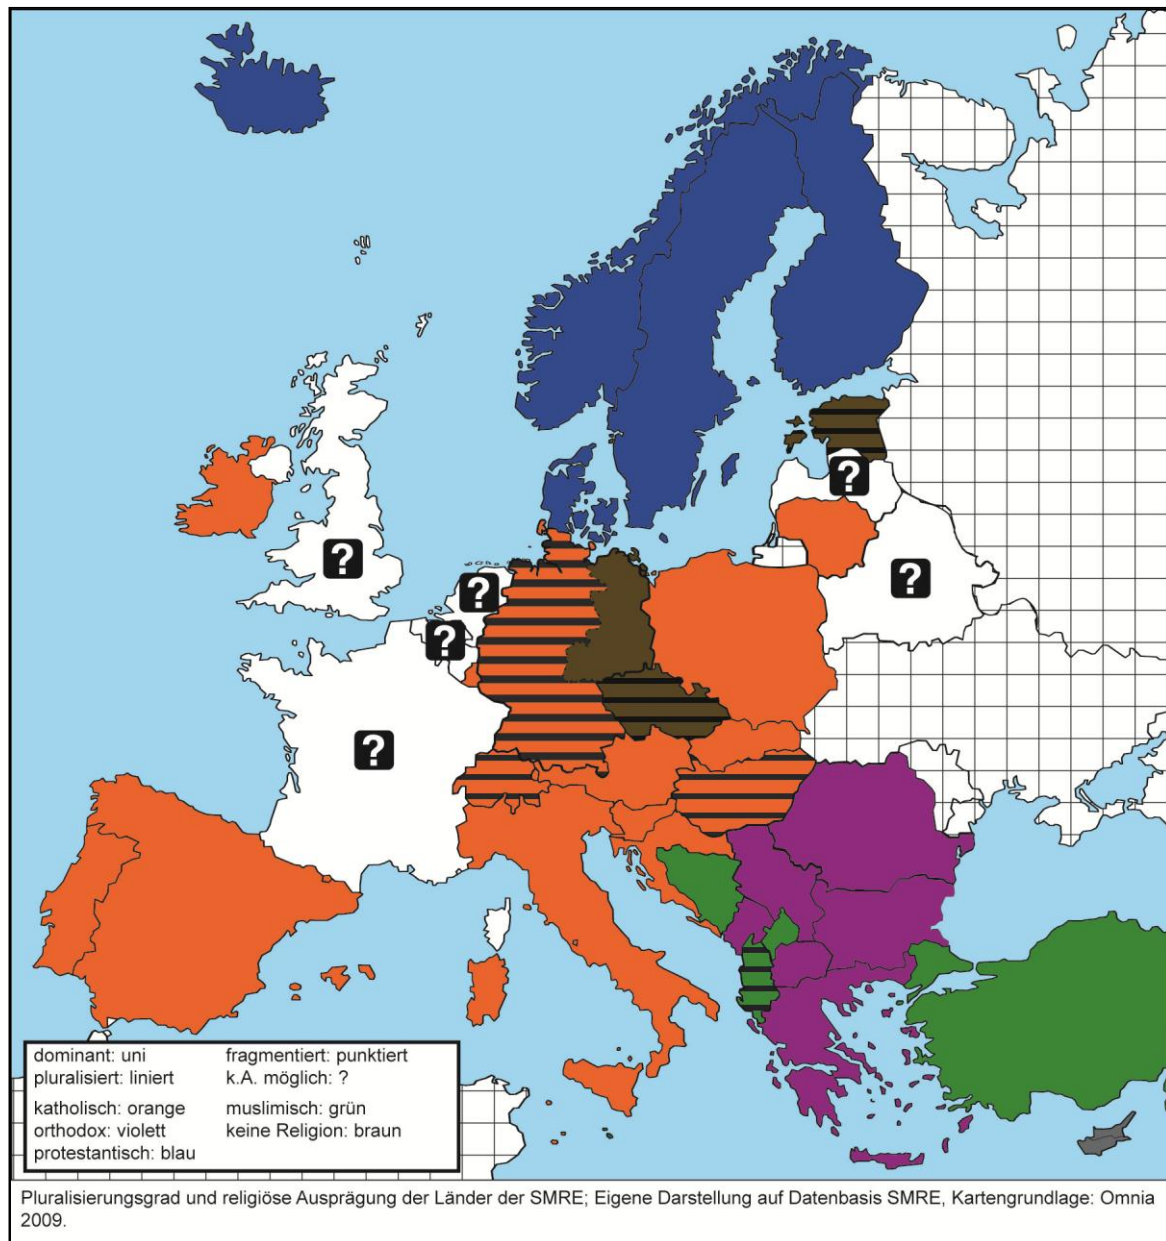 ?
?
?
?
?
?
dominant: uni fragmentiert: punktiert
pluralisiert: liniert k.A. möglich: ?
katholisch: orange muslimisch: grün
orthodox: violett keine Religion: braun
protestantisch: blau
Pluralisierungsgrad und religiöse Ausprägung der Länder der SMRE; Eigene Darstellung auf Datenbasis SMRE, Kartengrundlage: Omnia
2009.